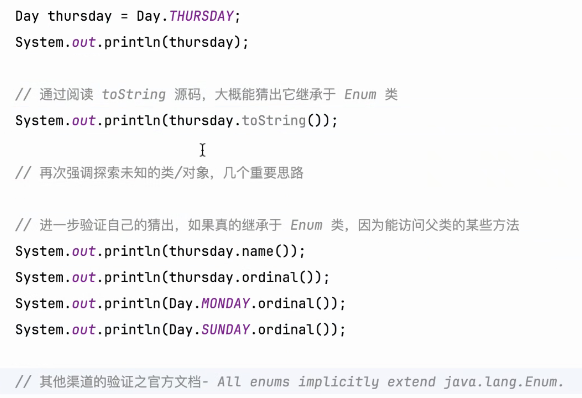 Day thursday = Day.THURSDAY;
System.out.println(thursday);
// 通过阅读 toString 源码，大概能猜出它继承于 Enum 类
System.out.println(thursday.toString());
// 再次强调探索未知的类/对象，几个重要思路
// 进一步验证自己的猜出，如果真的继承于 Enum 类，因为能访问父类的某些方法
System.out.println(thursday.name());
System.out.println(thursday.ordinal());
System.out.println(Day.MONDAY.ordinal());
System.out.println(Day.SUNDAY.ordinal());
// 其他渠道的验证之官方文档- All enums implicitly extend java.lang.Enum.